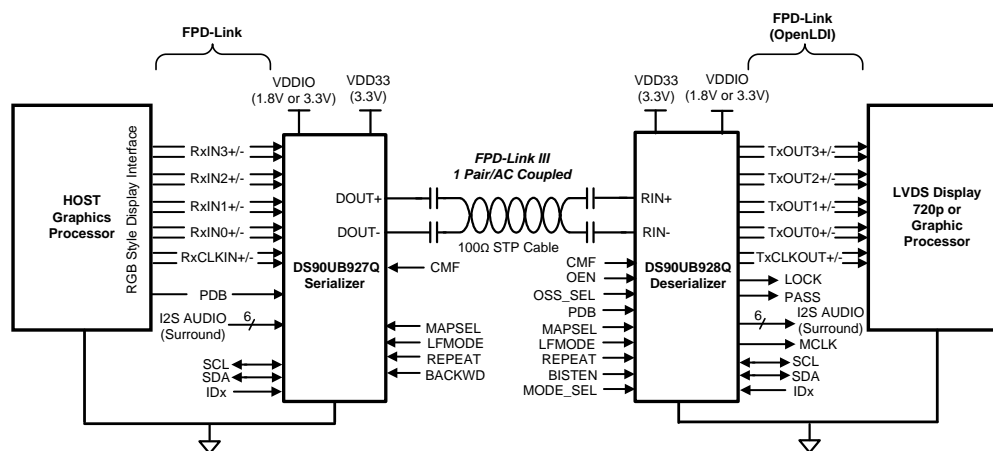 FPD-Link
FPD-Link
(OpenLDI)
VDDIO
(1.8V or 3.3V)
VDD33
(3.3V)
VDD33
(3.3V)
VDDIO
(1.8V or 3.3V)
HOST
Graphics
Processor
RGB Style Display Interface
RxIN3+/-
RxIN2+/-
RxIN1+/-
RxIN0+/-
RxCLKIN+/-
PDB
I2S AUDIO
(Surround)
6
SCL
SDA
IDx
DOUT+
DOUT-
DS90UB927Q
Serializer
CMF
MAPSEL
LFMODE
REPEAT
BACKWD
FPD-Link III
1 Pair/AC Coupled
100Ω STP Cable
RIN+
RIN-
DS90UB928Q
Deserializer
CMF
OEN
OSS_SEL
PDB
MAPSEL
LFMODE
REPEAT
BISTEN
MODE_SEL
TxOUT3+/-
TxOUT2+/-
TxOUT1+/-
TxOUT0+/-
TxCLKOUT+/-
LOCK
PASS
6
I2S AUDIO
(Surround)
MCLK
SCL
SDA
IDx
LVDS Display
720p or
Graphic
Processor